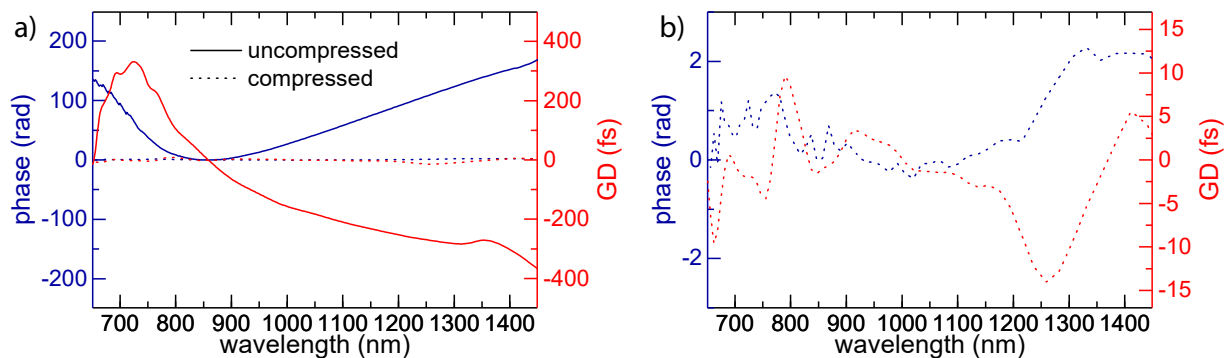 a)
uncompressed
compressed
phase (rad)
200
100
0
-100
-200
GD (fs)
400
200
0
-200
-400
700 800 900 1000 1100 1200 1300 1400
wavelength (nm)
b)
phase (rad)
2
0
-2
GD (fs)
15
10
5
0
-5
-10
-15
700 800 900 1000 1100 1200 1300 1400
wavelength (nm)